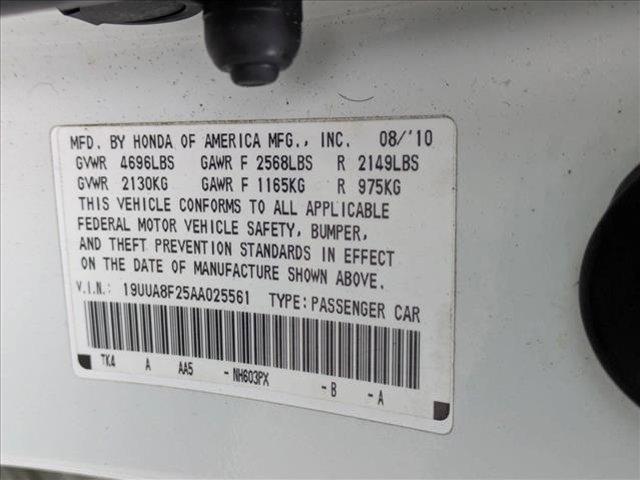 MFD. BY HONDA OF AMERICA MFG., INC. 08/'10
GVWR 4696LBS GAWR F 2568LBS R 2149LBS
GVWR 2130KG GAWR F 1165KG R 975KG
THIS VEHICLE CONFORMS TO ALL APPLICABLE
FEDERAL MOTOR VEHICLE SAFETY, BUMPER,
AND THEFT PREVENTION STANDARDS IN EFFECT
ON THE DATE OF MANUFACTURE SHOWN ABOVE.
V.I.N.: 19UUA8F25AA025561 TYPE: PASSENGER CAR
TK4 A AA5 - NH603PX - B - A